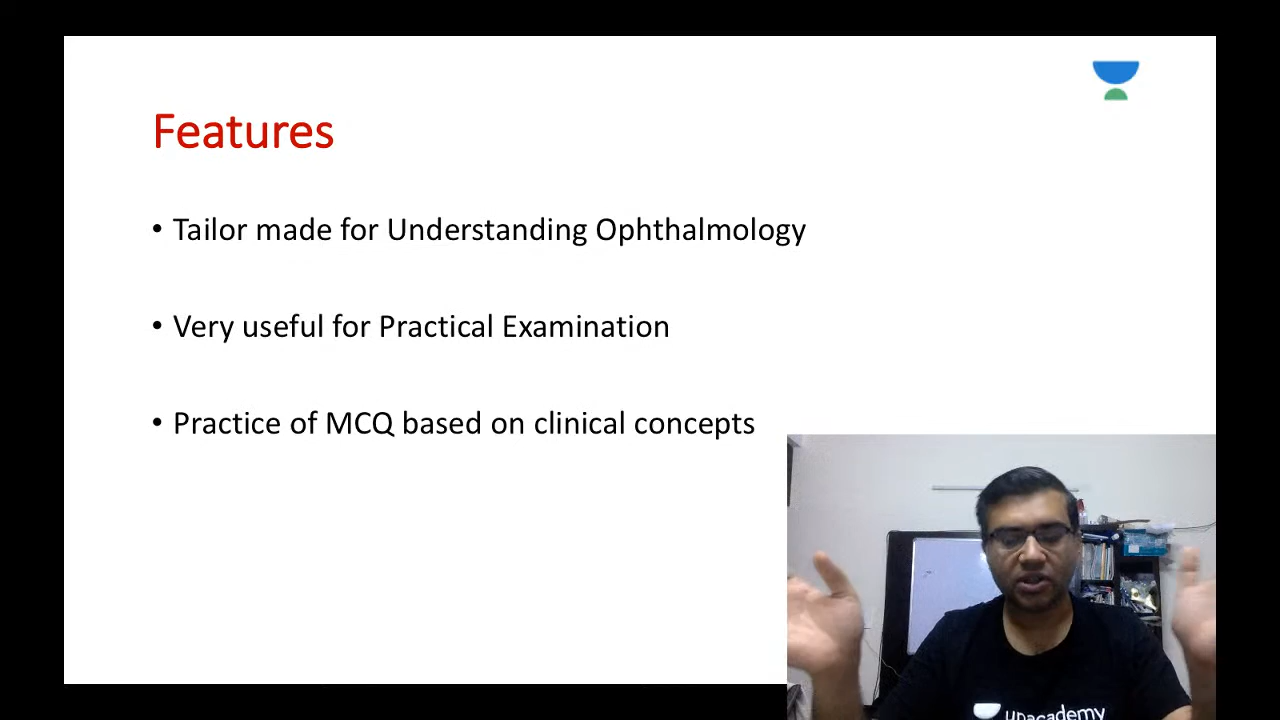 Features
• Tailor made for Understanding Ophthalmology
• Very useful for Practical Examination
• Practice of MCQ based on clinical concepts
unacademy